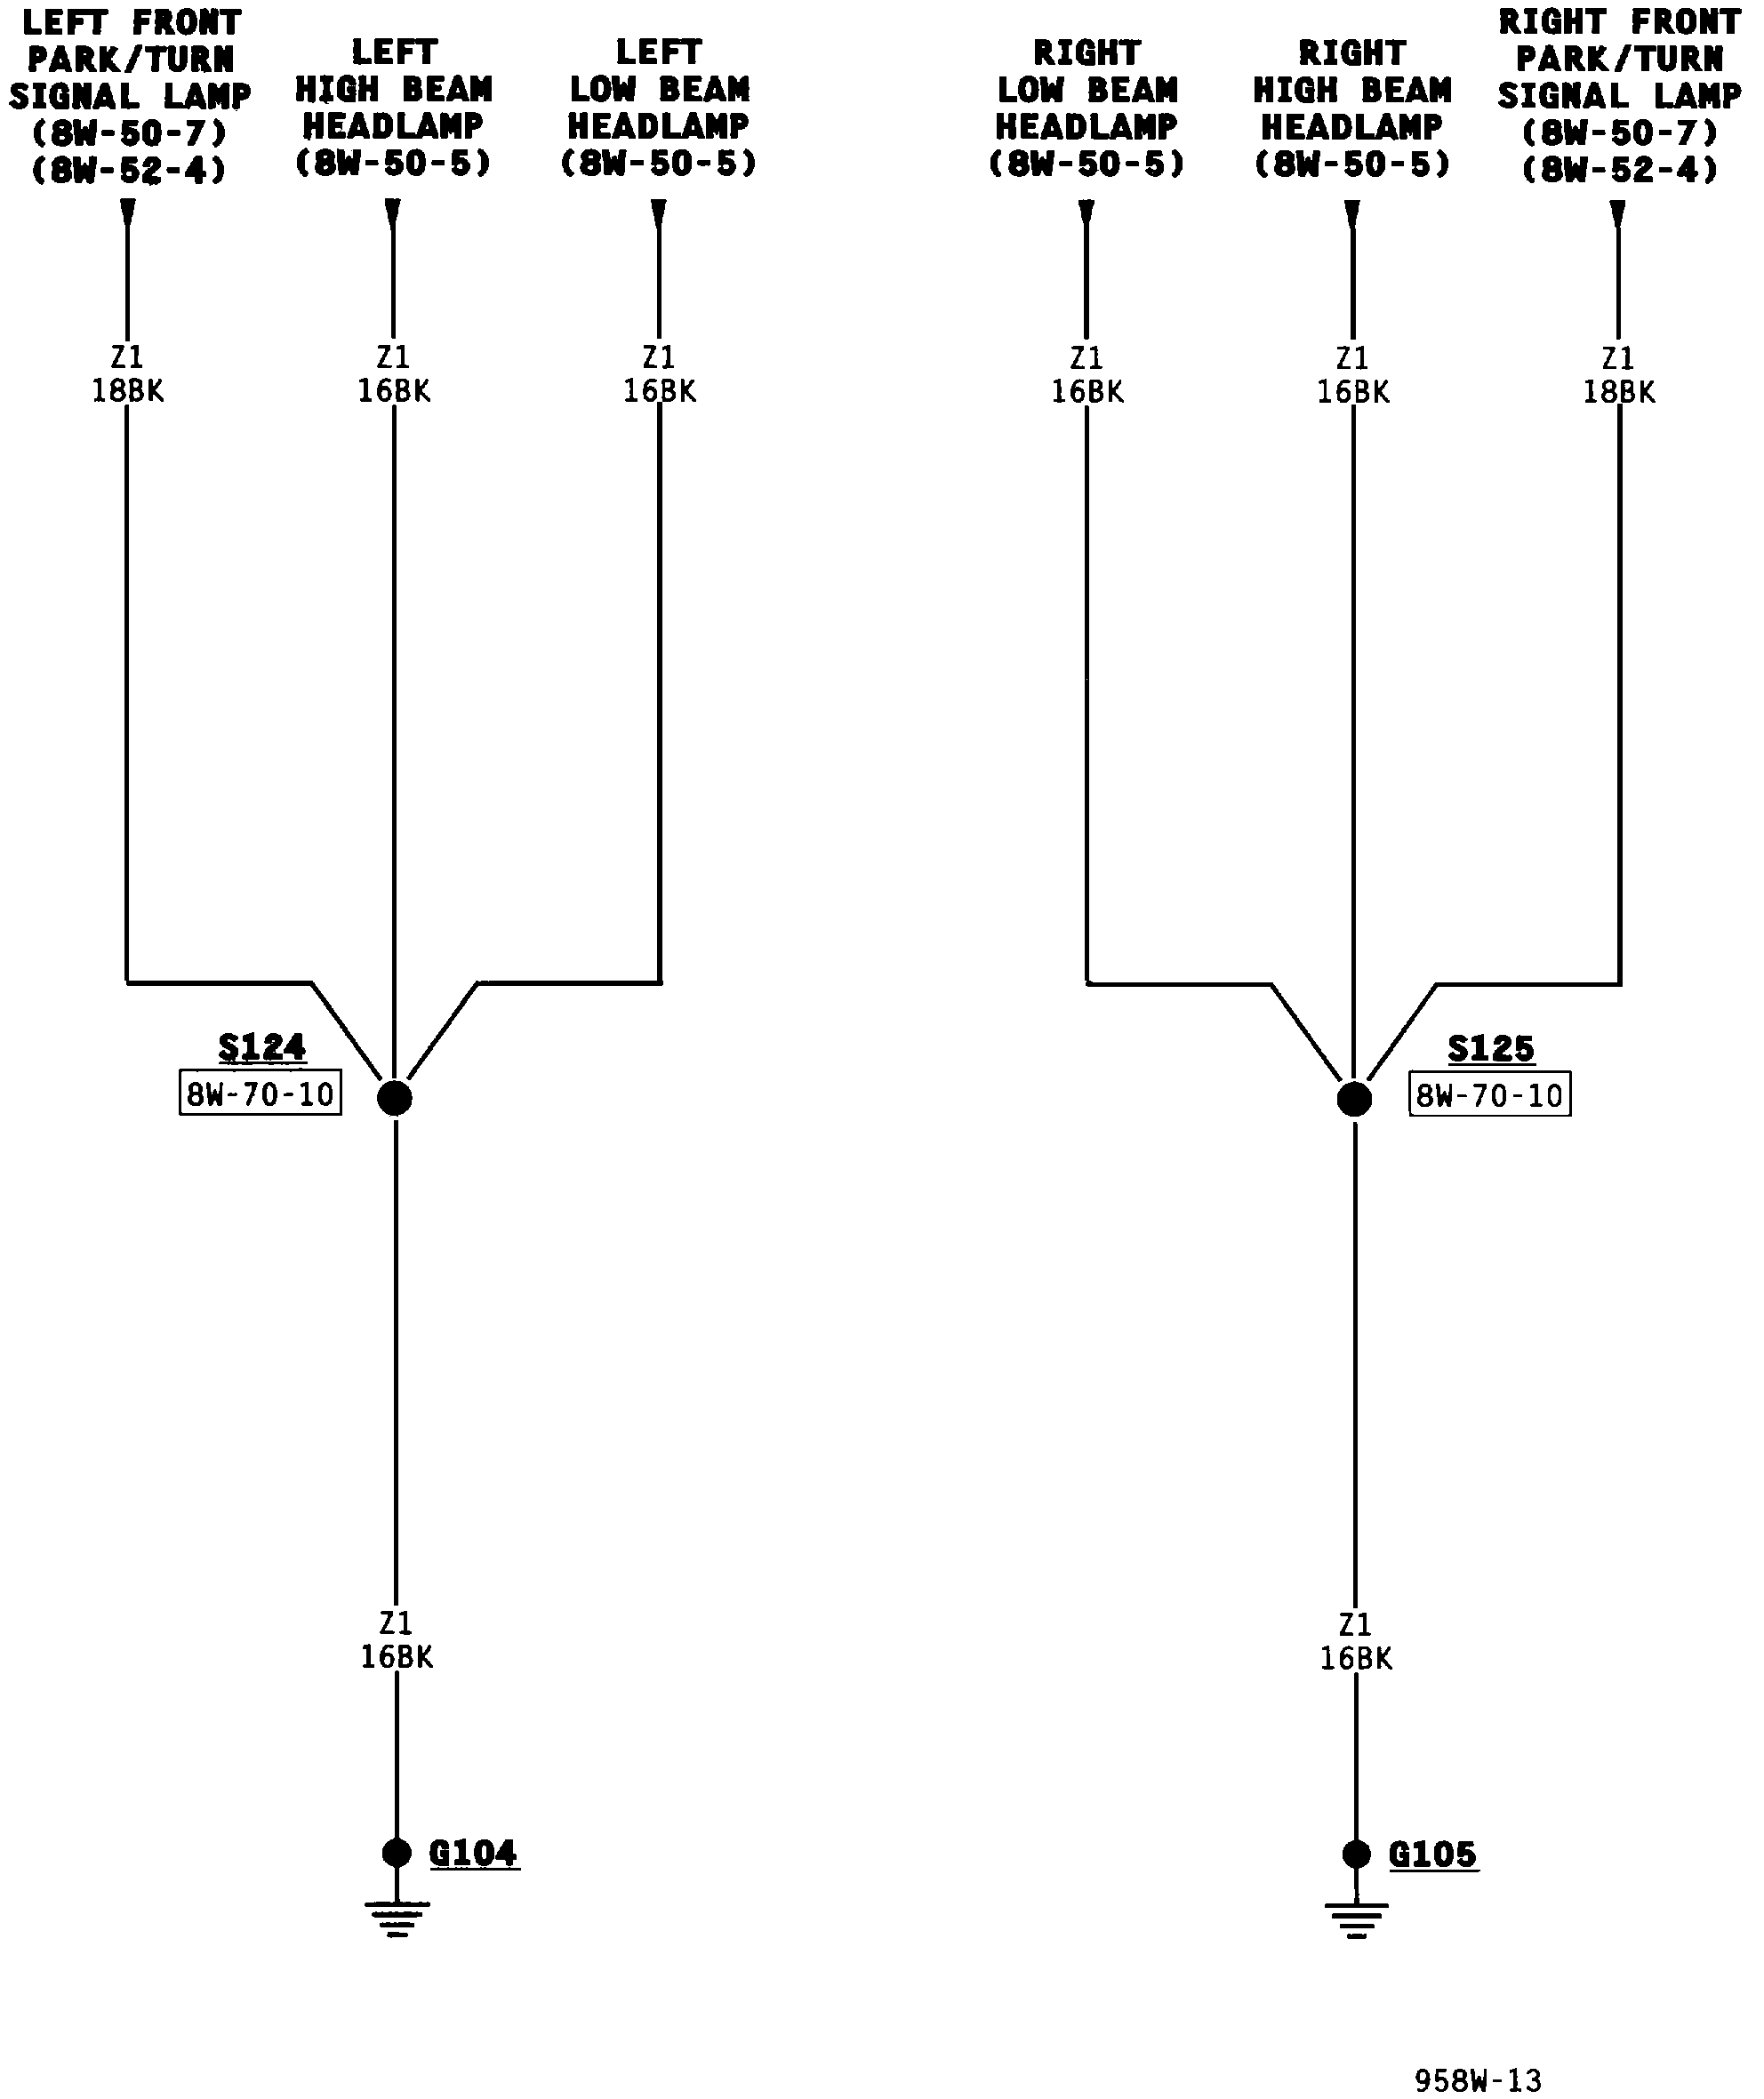 LEFT FRONT
PARK/TURN
SIGNAL LAMP
(8W-50-7)
(8W-52-4)
LEFT
HIGH BEAM
HEADLAMP
(8W-50-5)
LEFT
LOW BEAM
HEADLAMP
(8W-50-5)
RIGHT
LOW BEAM
HEADLAMP
(8W-50-5)
RIGHT
HIGH BEAM
HEADLAMP
(8W-50-5)
RIGHT FRONT
PARK/TURN
SIGNAL LAMP
(8W-50-7)
(8W-52-4)
Z1
18BK
Z1
16BK
Z1
16BK
Z1
16BK
Z1
16BK
Z1
18BK
S124
8W-70-10
S125
8W-70-10
Z1
16BK
Z1
16BK
G104
G105
958W-13